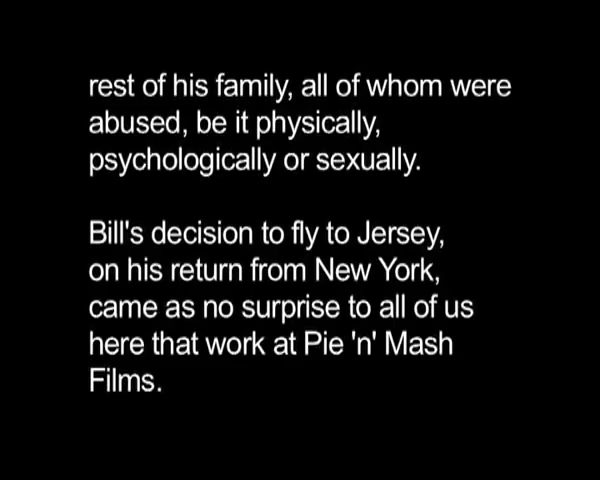 rest of his family, all of whom were
abused, be it physically,
psychologically or sexually.
Bill's decision to fly to Jersey,
on his return from New York,
came as no surprise to all of us
here that work at Pie 'n' Mash
Films.